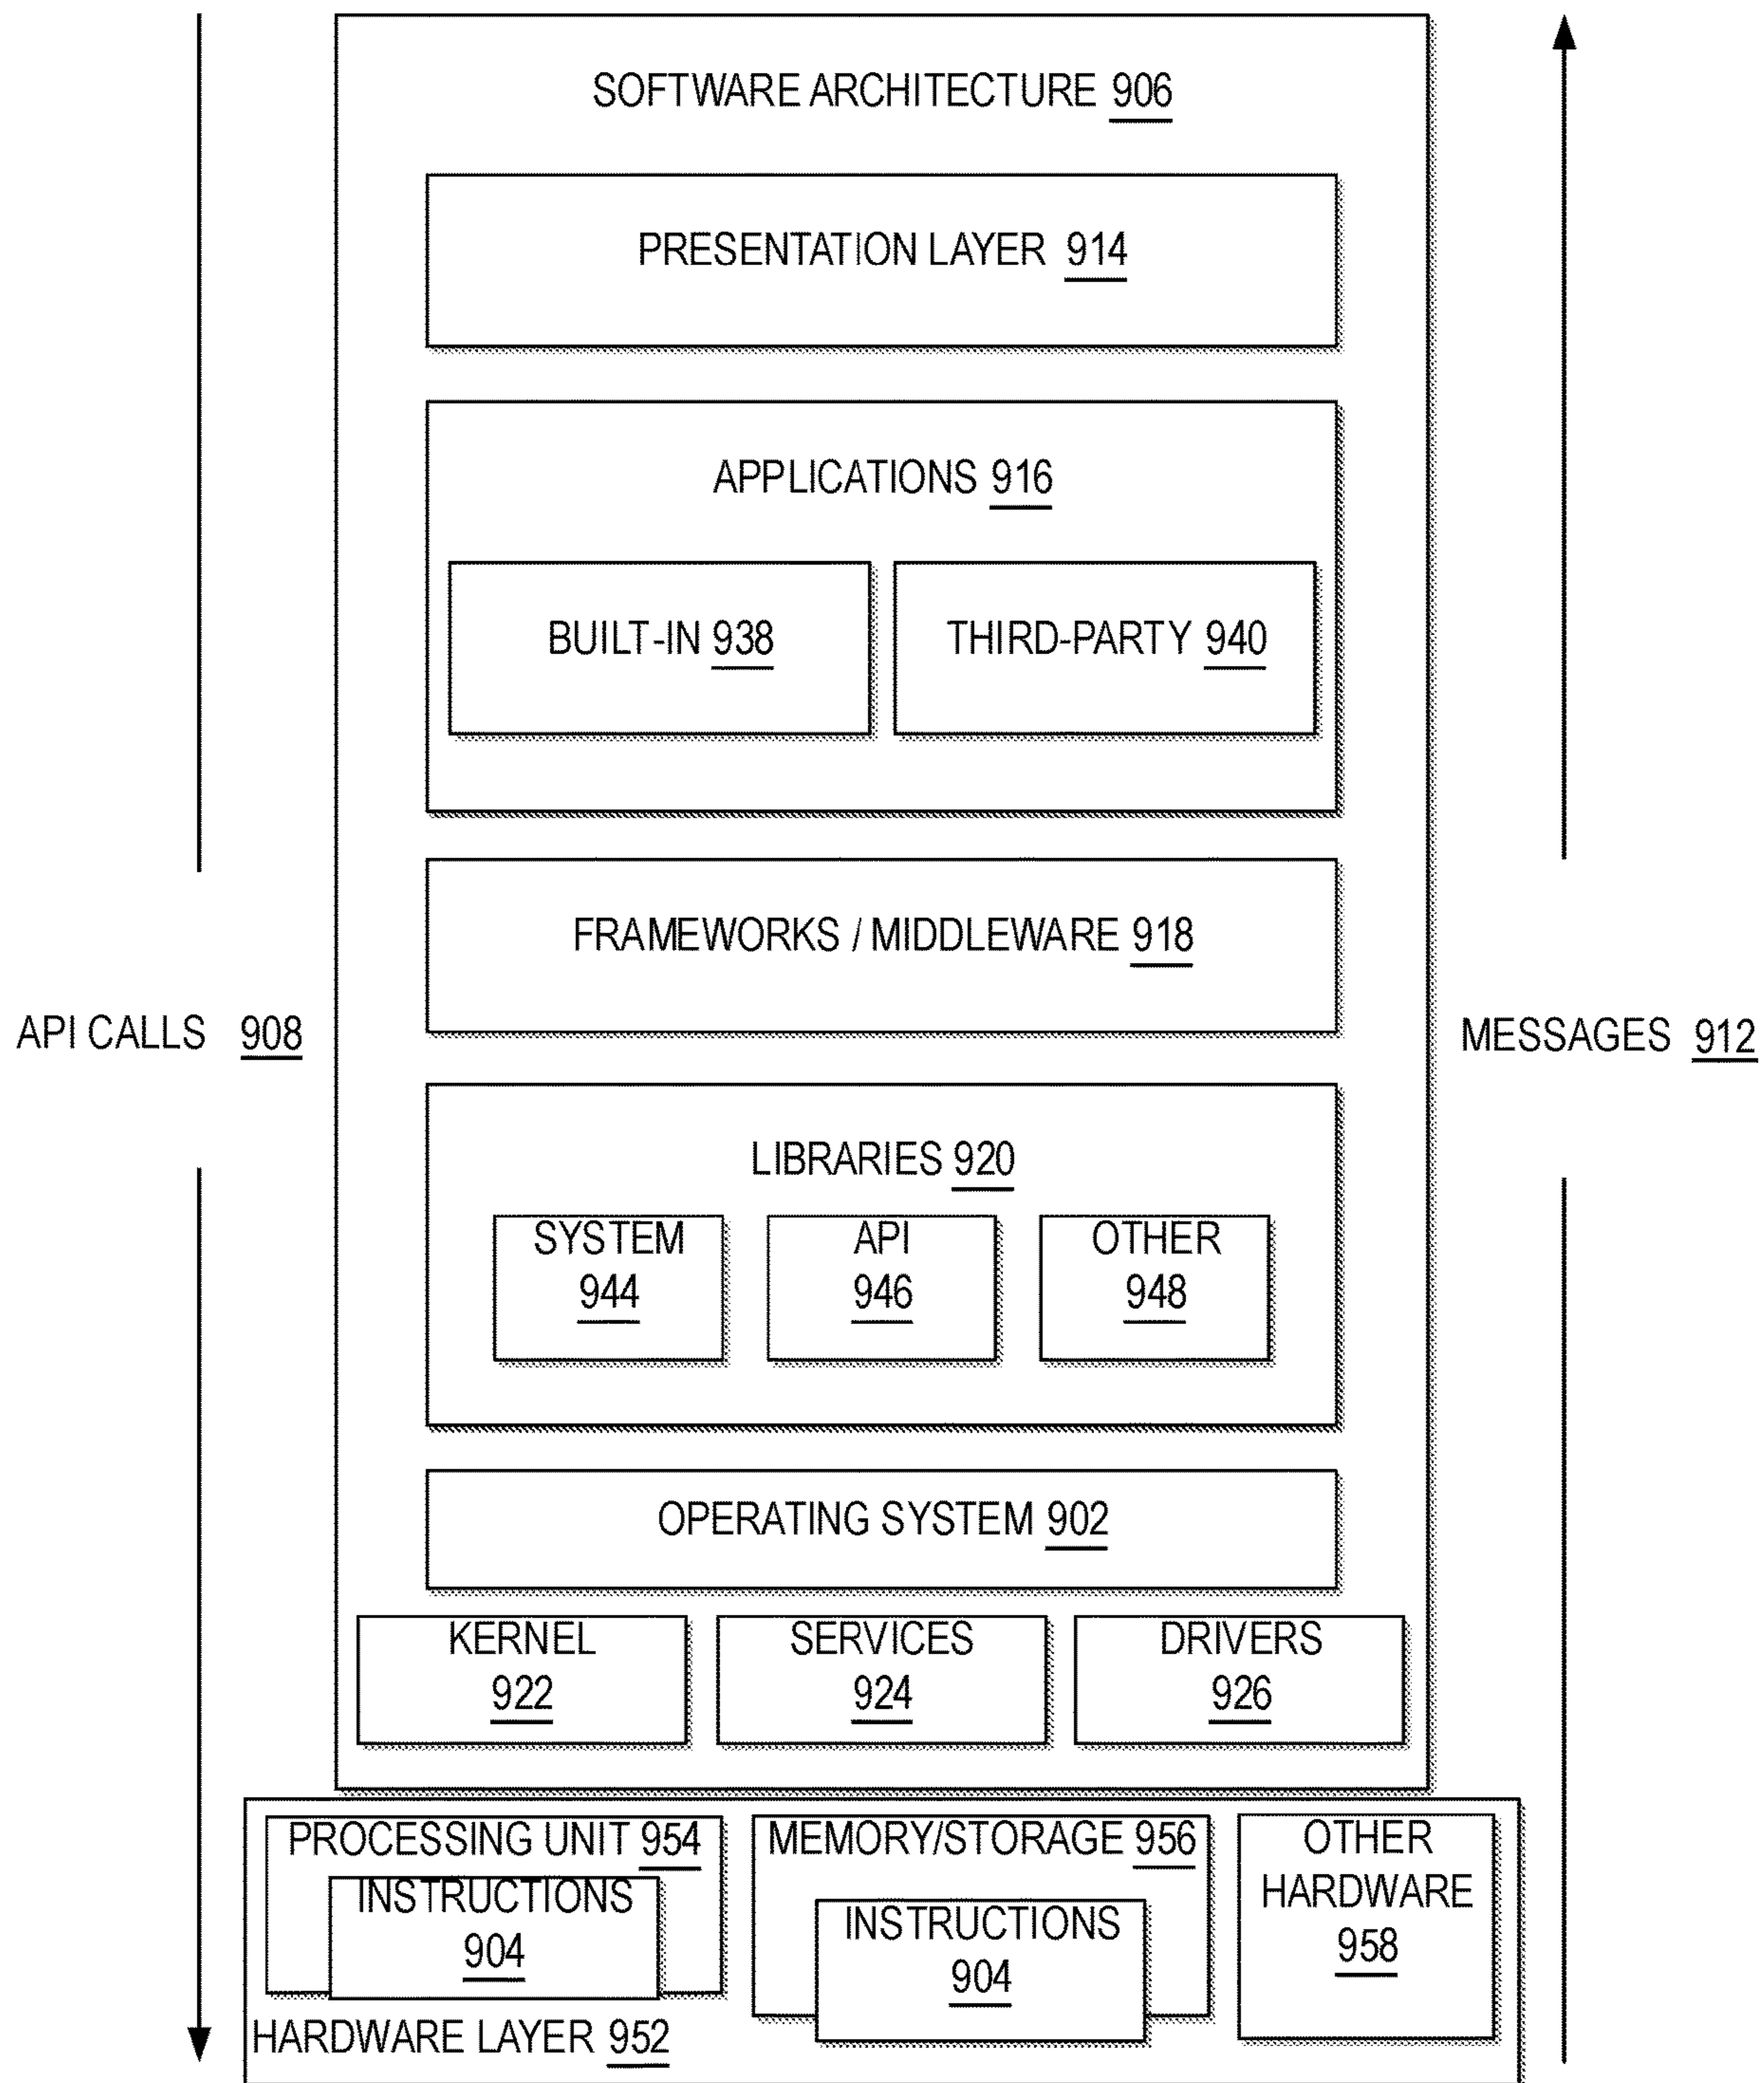 SOFTWARE ARCHITECTURE 906
PRESENTATION LAYER 914
APPLICATIONS 916
BUILT-IN 938
THIRD-PARTY 940
FRAMEWORKS / MIDDLEWARE 918
API CALLS 908
MESSAGES 912
LIBRARIES 920
SYSTEM
944
API
946
OTHER
948
OPERATING SYSTEM 902
KERNEL
922
SERVICES
924
DRIVERS
926
PROCESSING UNIT 954
INSTRUCTIONS
904
MEMORY/STORAGE 956
INSTRUCTIONS
904
OTHER
HARDWARE
958
HARDWARE LAYER 952